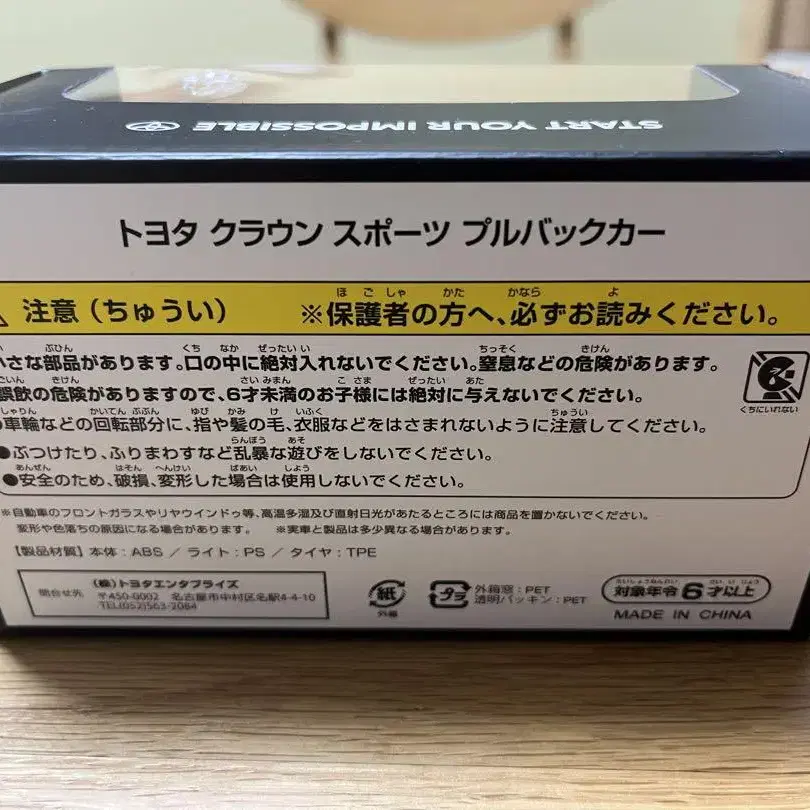 START YOUR IMPOSSIBLE
トヨタ クラウン スポーツ プルバックカー
注意（ちゅうい） ※保護者の方へ、必ずお読みください。
さな部品があります。口の中に絶対入れないでください。窒息などの危険があります。
誤飲の危険がありますので、6才未満のお子様には絶対に与えないでください。
車輪などの回転部分に、指や髪の毛、衣服などをはさまれないように注意してください。
くちにいれない
●ぶつけたり、ふりまわすなど乱暴な遊びをしないでください。
●安全のため、破損、変形した場合は使用しないでください。
※自動車のフロントガラスやリヤウインドゥ等、高温多湿及び直射日光があたるところには商品を置かないでください。
変形や色落ちの原因になる場合があります。 ※実車と製品は多少異なる場合があります。
【製品材質】本体：ABS ／ ライト：PS ／ タイヤ：TPE
問合せ先
（株）トヨタエンタプライズ
〒450-0002 名古屋市中村区名駅4-4-10
TEL(052)563-2084
紙
外箱
プラ
外箱窓：PET
透明パッキン：PET
対象年令 6才以上
MADE IN CHINA